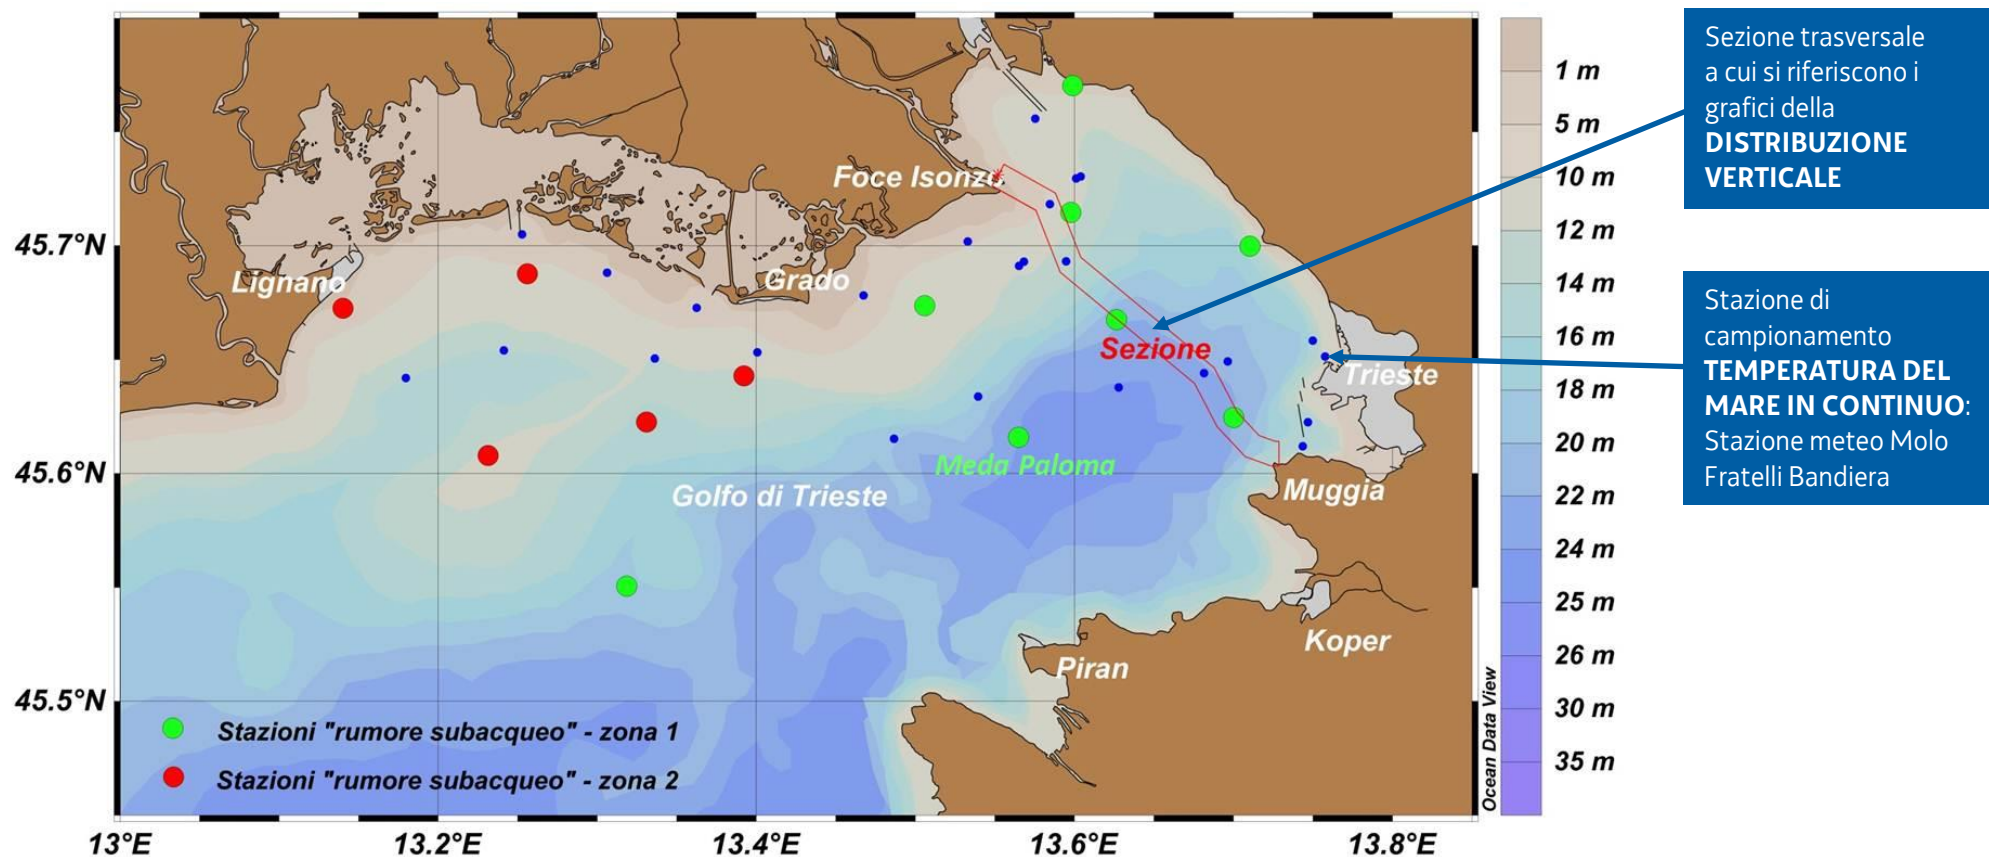 Sezione trasversale
a cui si riferiscono i
grafici della
DISTRIBUZIONE
VERTICALE
Stazione di
campionamento
TEMPERATURA DEL
MARE IN CONTINUO:
Stazione meteo Molo
Fratelli Bandiera
45.7°N
45.6°N
45.5°N
13°E
13.2°E
13.4°E
13.6°E
13.8°E
Foce Isonzo
Lignano
Grado
Sezione
Trieste
Meda Paloma
Golfo di Trieste
Muggia
Koper
Piran
Stazioni "rumore subacqueo" - zona 1
Stazioni "rumore subacqueo" - zona 2
Ocean Data View
1 m
5 m
10 m
12 m
14 m
16 m
18 m
20 m
22 m
24 m
25 m
26 m
30 m
35 m